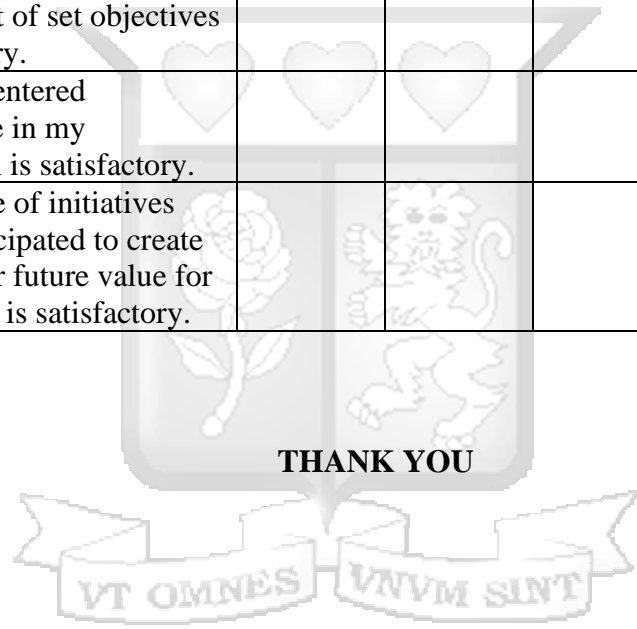 t of set objectives
ry.
entered
e in my
is satisfactory.
e of initiatives
cipated to create
r future value for
is satisfactory.
THANK YOU
VT OMNES VNVM SINT